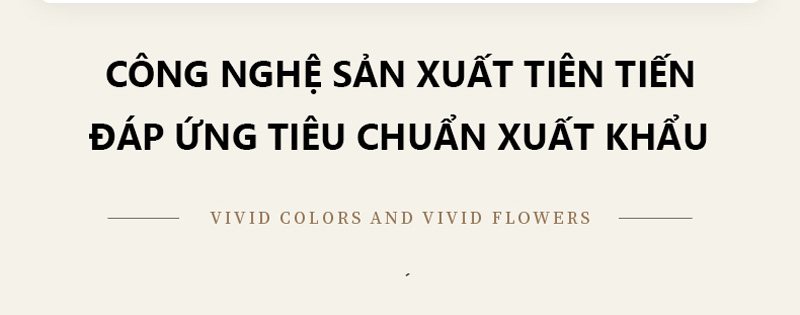 CÔNG NGHỆ SẢN XUẤT TIÊN TIẾN
ĐÁP ỨNG TIÊU CHUẨN XUẤT KHẨU
VIVID COLORS AND VIVID FLOWERS